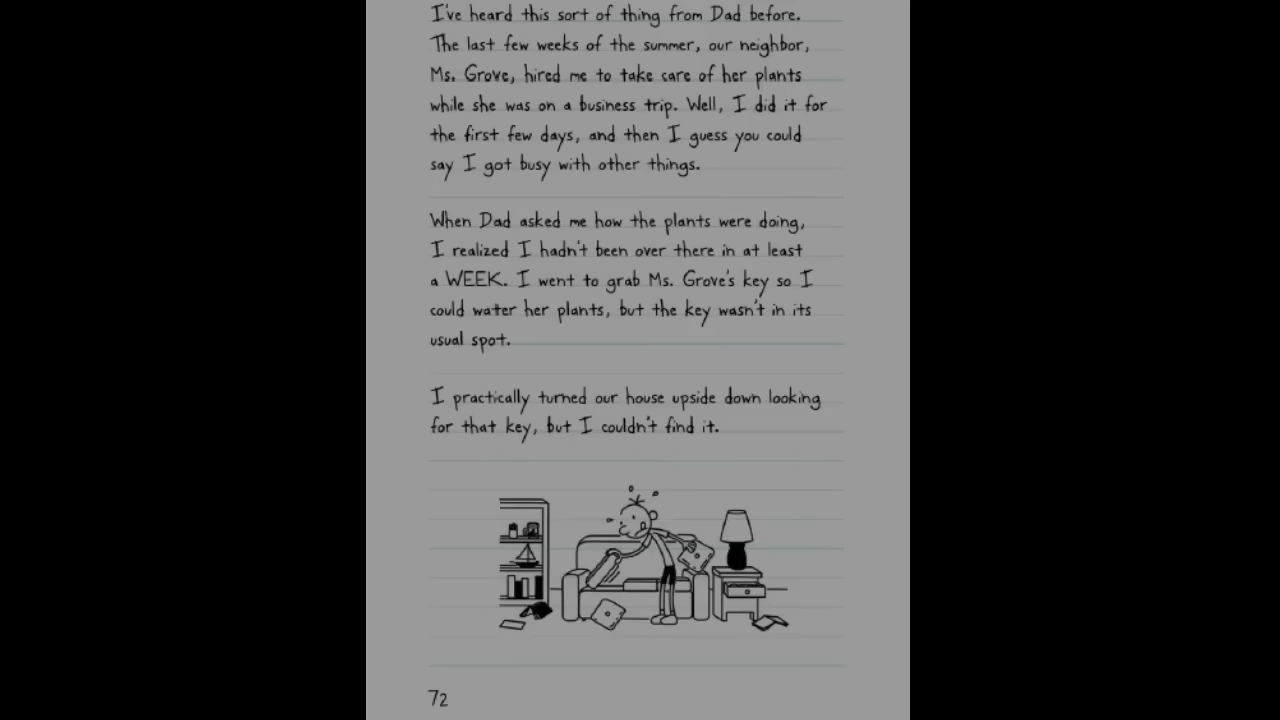 I've heard this sort of thing from Dad before.
The last few weeks of the summer, our neighbor,
Ms. Grove, hired me to take care of her plants
while she was on a business trip. Well, I did it for
the first few days, and then I guess you could
say I got busy with other things.
When Dad asked me how the plants were doing,
I realized I hadn't been over there in at least
a WEEK. I went to grab Ms. Grove's key so I
could water her plants, but the key wasn't in its
usual spot.
I practically turned our house upside down looking
for that key, but I couldn't find it.
72